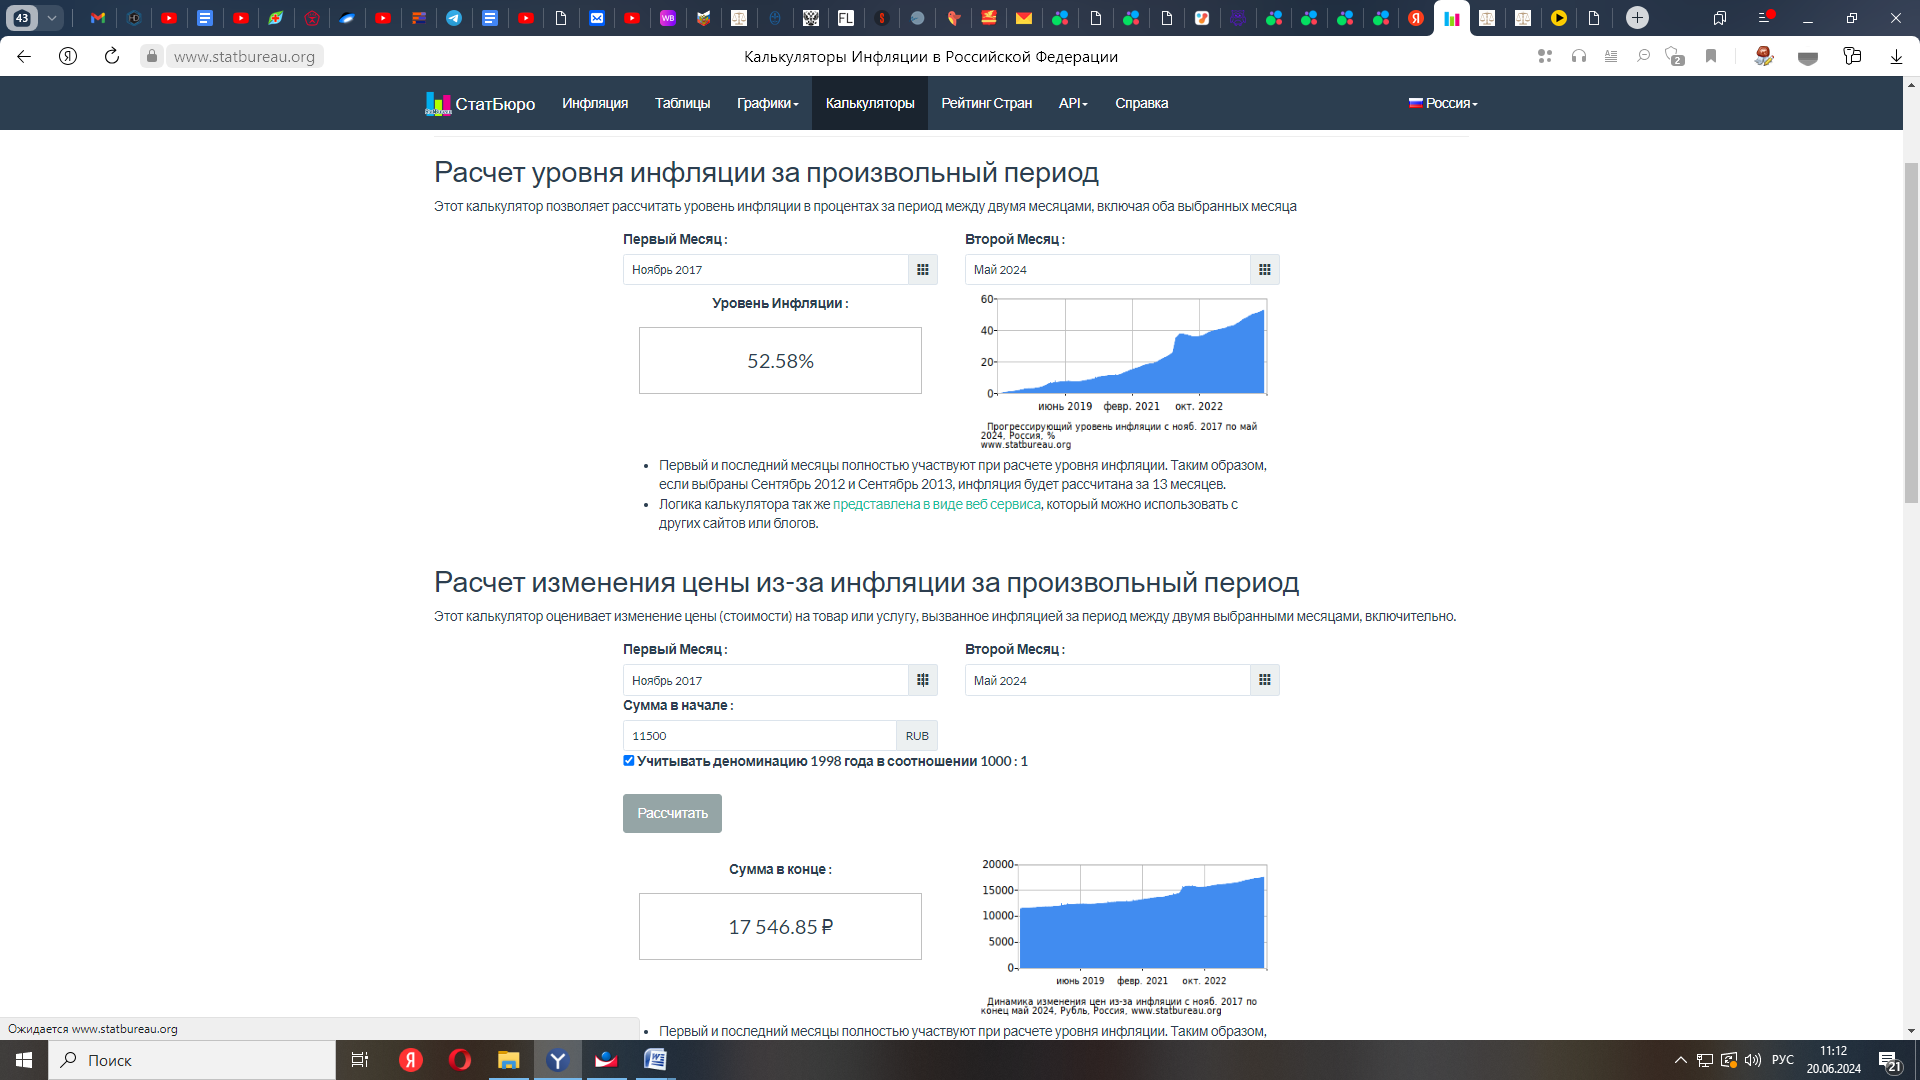 43
WB
FL
S
Я
Я
www.statbureau.org
Калькуляторы Инфляции в Российской Федерации
2
СтатБюро
Инфляция
Таблицы
Графики
Калькуляторы
Рейтинг Стран
API
Справка
Россия
Расчет уровня инфляции за произвольный период
Этот калькулятор позволяет рассчитать уровень инфляции в процентах за период между двумя месяцами, включая оба выбранных месяца
Первый Месяц :
Второй Месяц :
Ноябрь 2017
Май 2024
Уровень Инфляции :
52.58%
60
40
20
0
июнь 2019 февр. 2021 окт. 2022
Прогрессирующий уровень инфляции с нояб. 2017 по май
2024, Россия, %
www.statbureau.org
• Первый и последний месяцы полностью участвуют при расчете уровня инфляции. Таким образом,
если выбраны Сентябрь 2012 и Сентябрь 2013, инфляция будет рассчитана за 13 месяцев.
• Логика калькулятора так же представлена в виде веб сервиса, который можно использовать с
других сайтов или блогов.
Расчет изменения цены из-за инфляции за произвольный период
Этот калькулятор оценивает изменение цены (стоимости) на товар или услугу, вызванное инфляцией за период между двумя выбранными месяцами, включительно.
Первый Месяц :
Второй Месяц :
Ноябрь 2017
Май 2024
Сумма в начале :
11500
RUB
Учитывать деноминацию 1998 года в соотношении 1000 : 1
Рассчитать
Сумма в конце :
17 546.85 ₽
20000
15000
10000
5000
0
июнь 2019 февр. 2021 окт. 2022
Динамика изменения цен из-за инфляции с нояб. 2017 по
конец май 2024, Рубль, Россия, www.statbureau.org
• Первый и последний месяцы полностью участвуют при расчете уровня инфляции. Таким образом,
Ожидается www.statbureau.org
Поиск
Я
РУС
11:12
20.06.2024
21